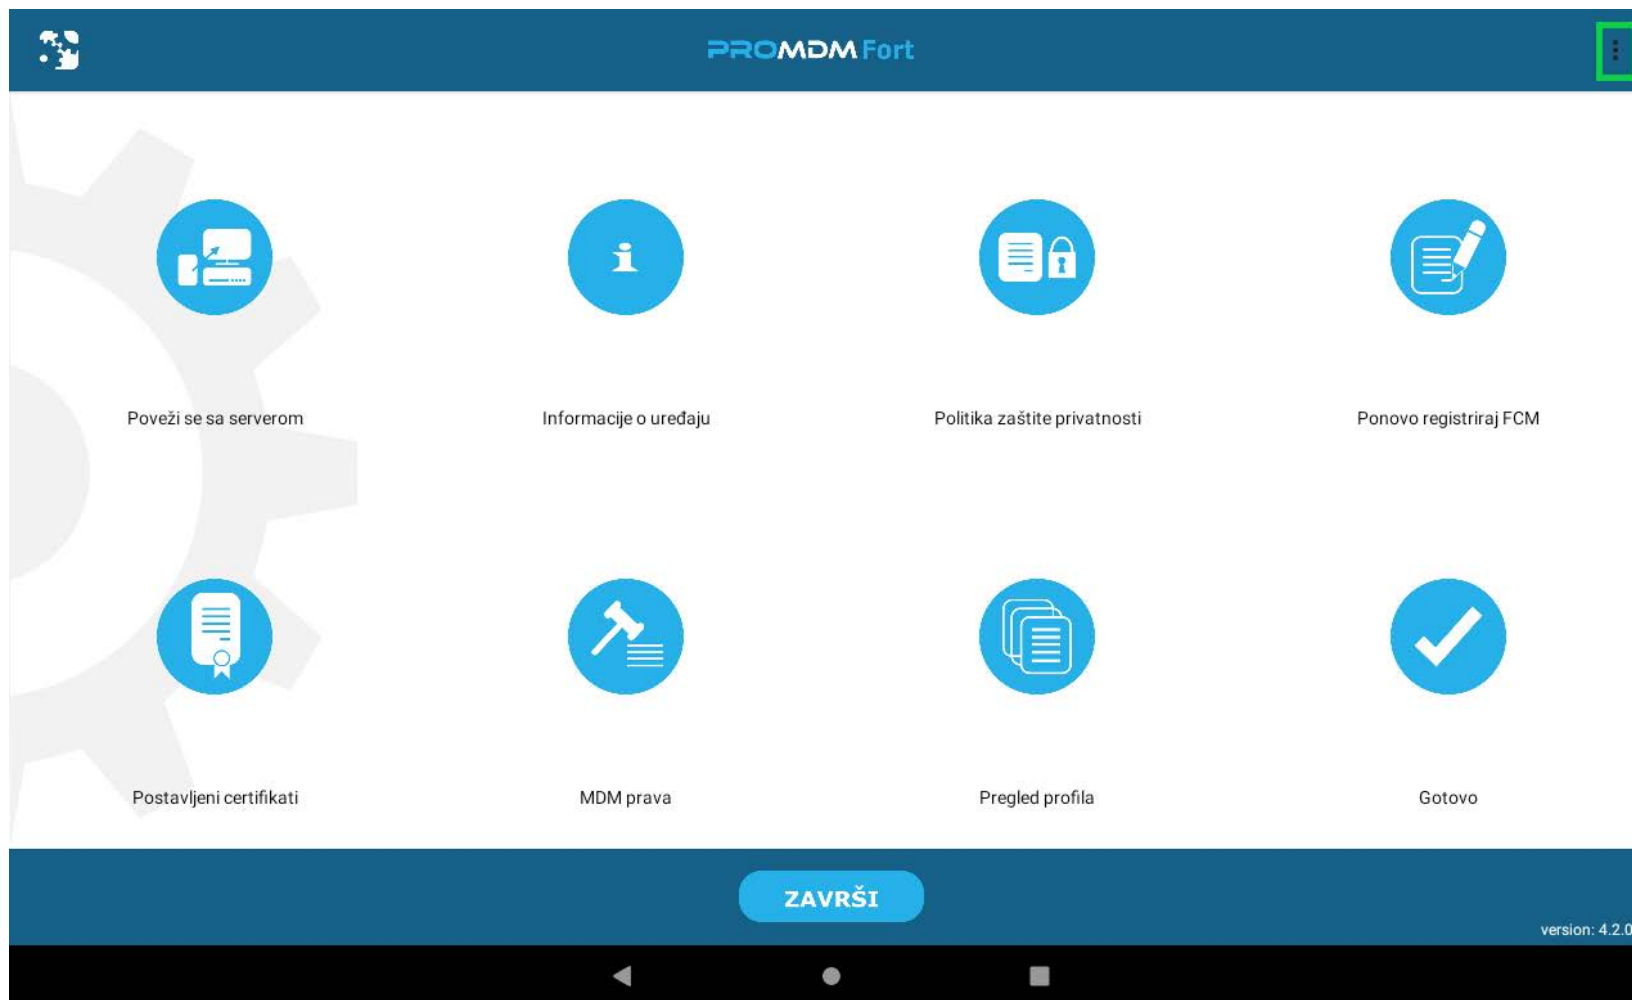 PROMDM Fort
Poveži se sa serverom
Informacije o uređaju
Politika zaštite privatnosti
Ponovo registriraj FCM
Postavljeni certifikati
MDM prava
Pregled profila
Gotovo
ZAVRŠI
version: 4.2.0